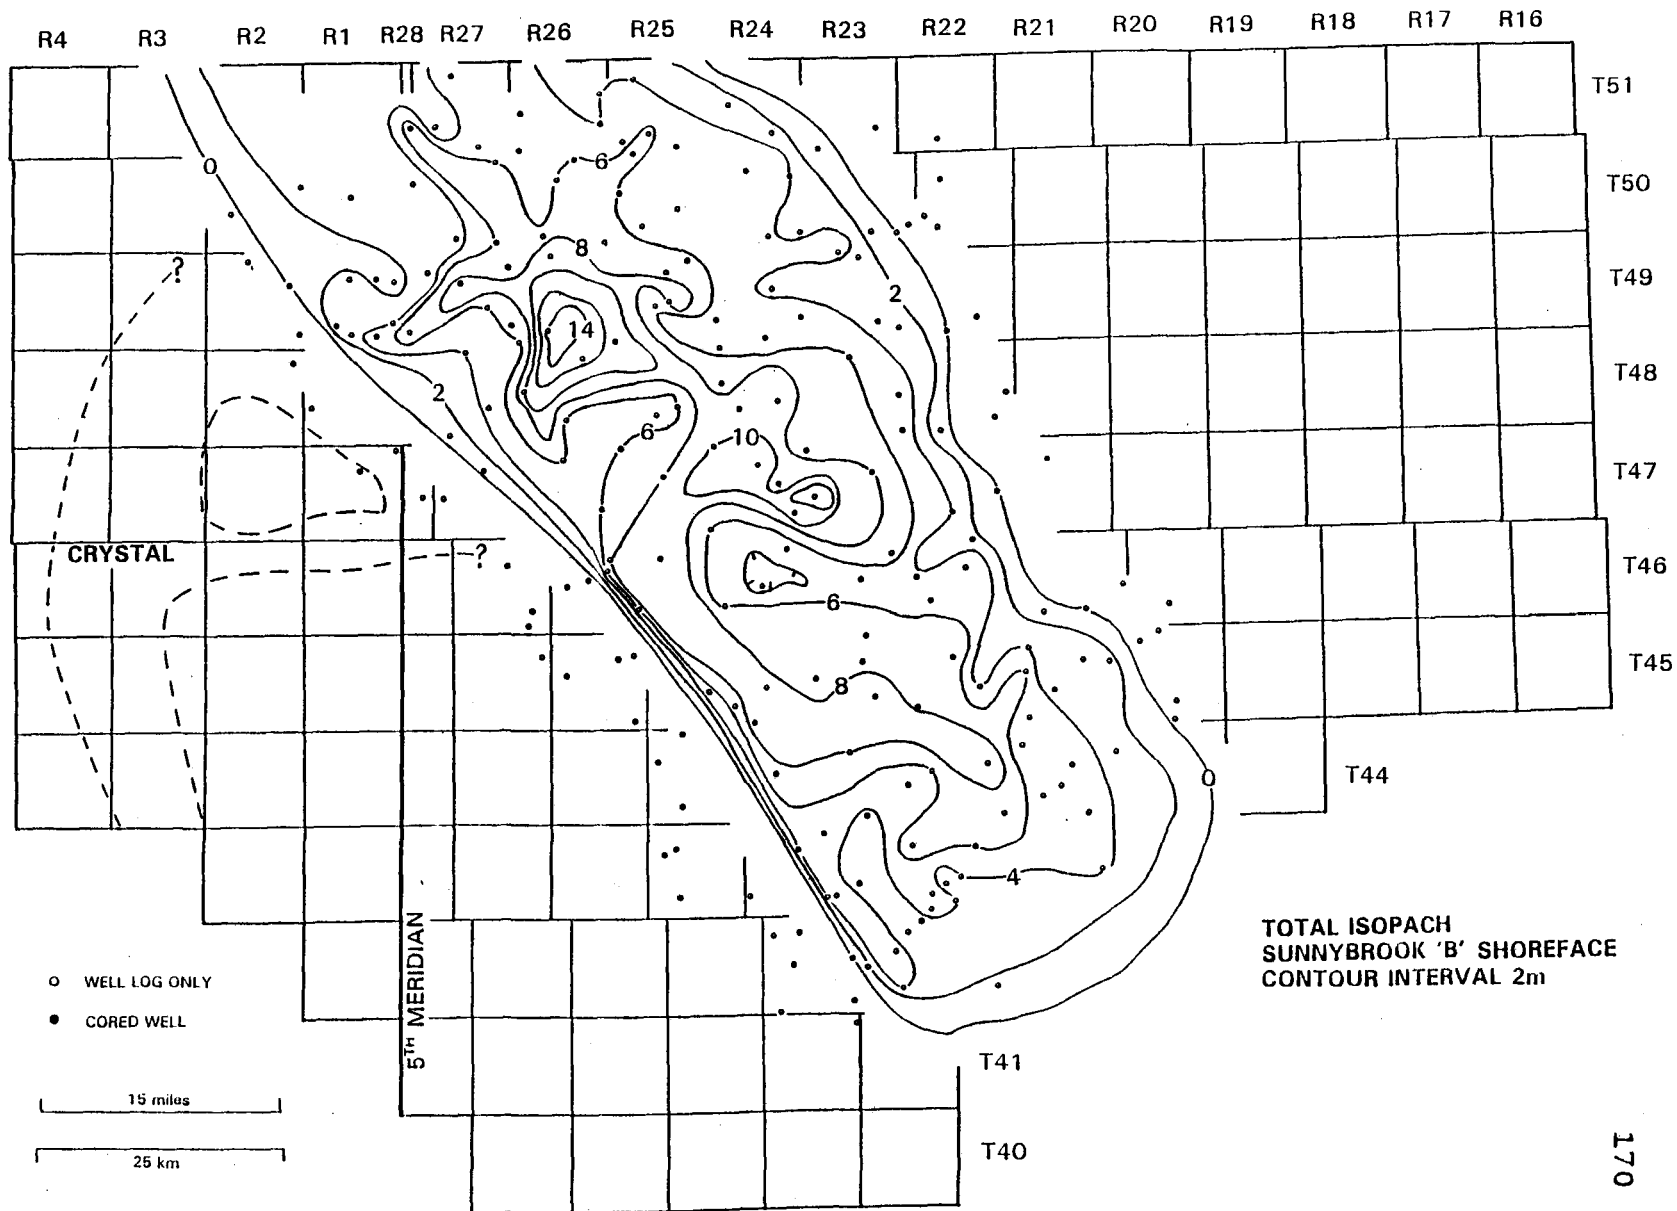 R4 R3 R2 R1 R28 R27 R26 R25 R24 R23 R22 R21 R20 R19 R18 R17 R16
T51
0
6
T50
8
?
2
T49
14
2
T48
6
10
T47
CRYSTAL
?
6
T46
8
T45
0
T44
4
TOTAL ISOPACH
SUNNYBROOK 'B' SHOREFACE
CONTOUR INTERVAL 2m
WELL LOG ONLY
CORED WELL
5TH MERIDIAN
T41
15 miles
25 km
T40
170